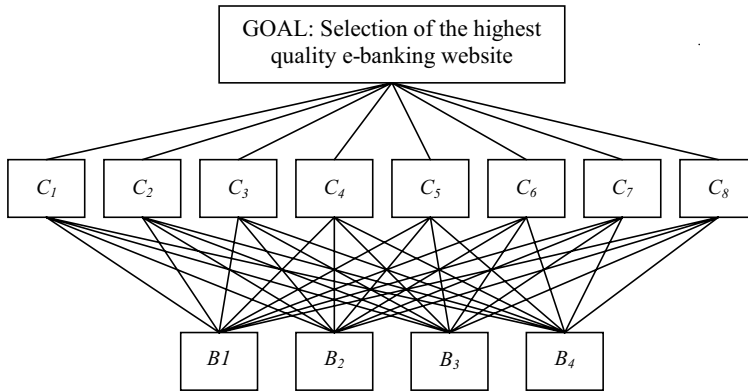 GOAL: Selection of the highest
quality e-banking website
C₁ C₂ C₃ C₄ C₅ C₆ C₇ C₈
B1 B₂ B₃ B₄